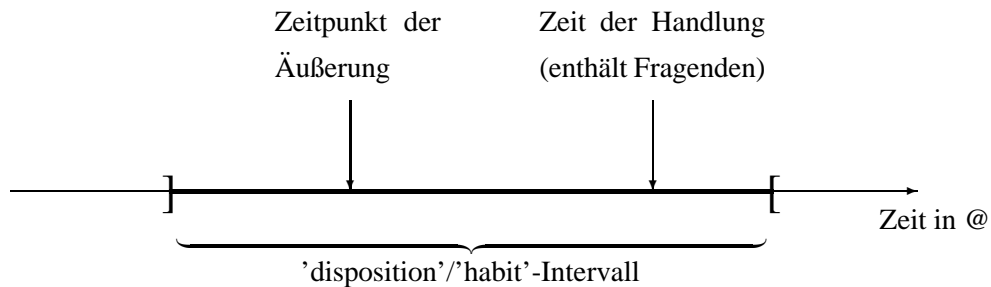 Zeitpunkt der
Äußerung
Zeit der Handlung
(enthält Fragenden)
]
[
Zeit in @
’disposition’/’habit’-Intervall